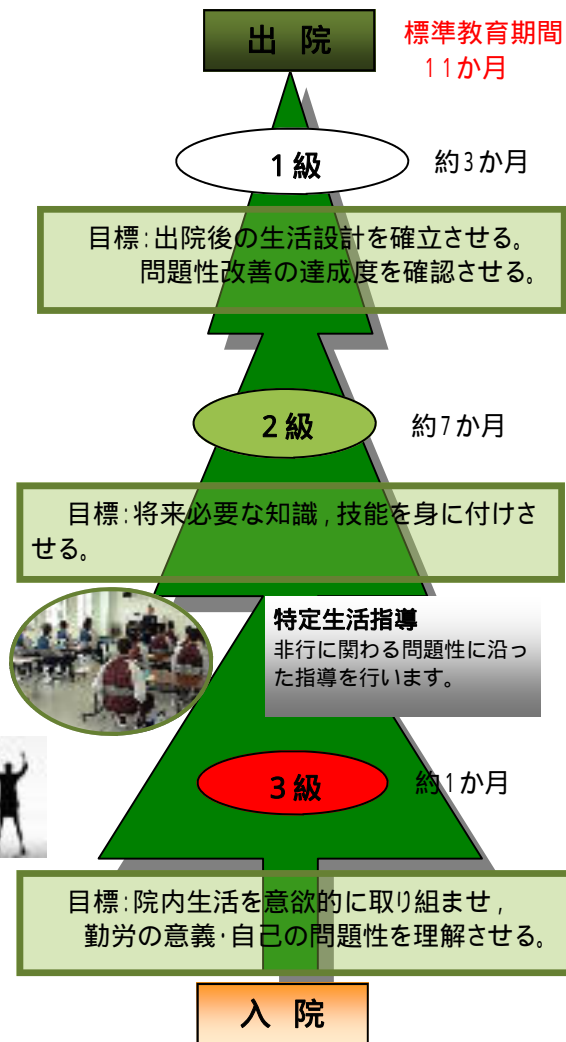 出 院
標準教育期間
11か月
1級
約3か月
目標:出院後の生活設計を確立させる。
問題性改善の達成度を確認させる。
2級
約7か月
目標:将来必要な知識,技能を身に付けさ
せる。
特定生活指導
非行に関わる問題性に沿っ
た指導を行います。
3級
約1か月
目標:院内生活を意欲的に取り組ませ,
勤労の意義・自己の問題性を理解させる。
入 院